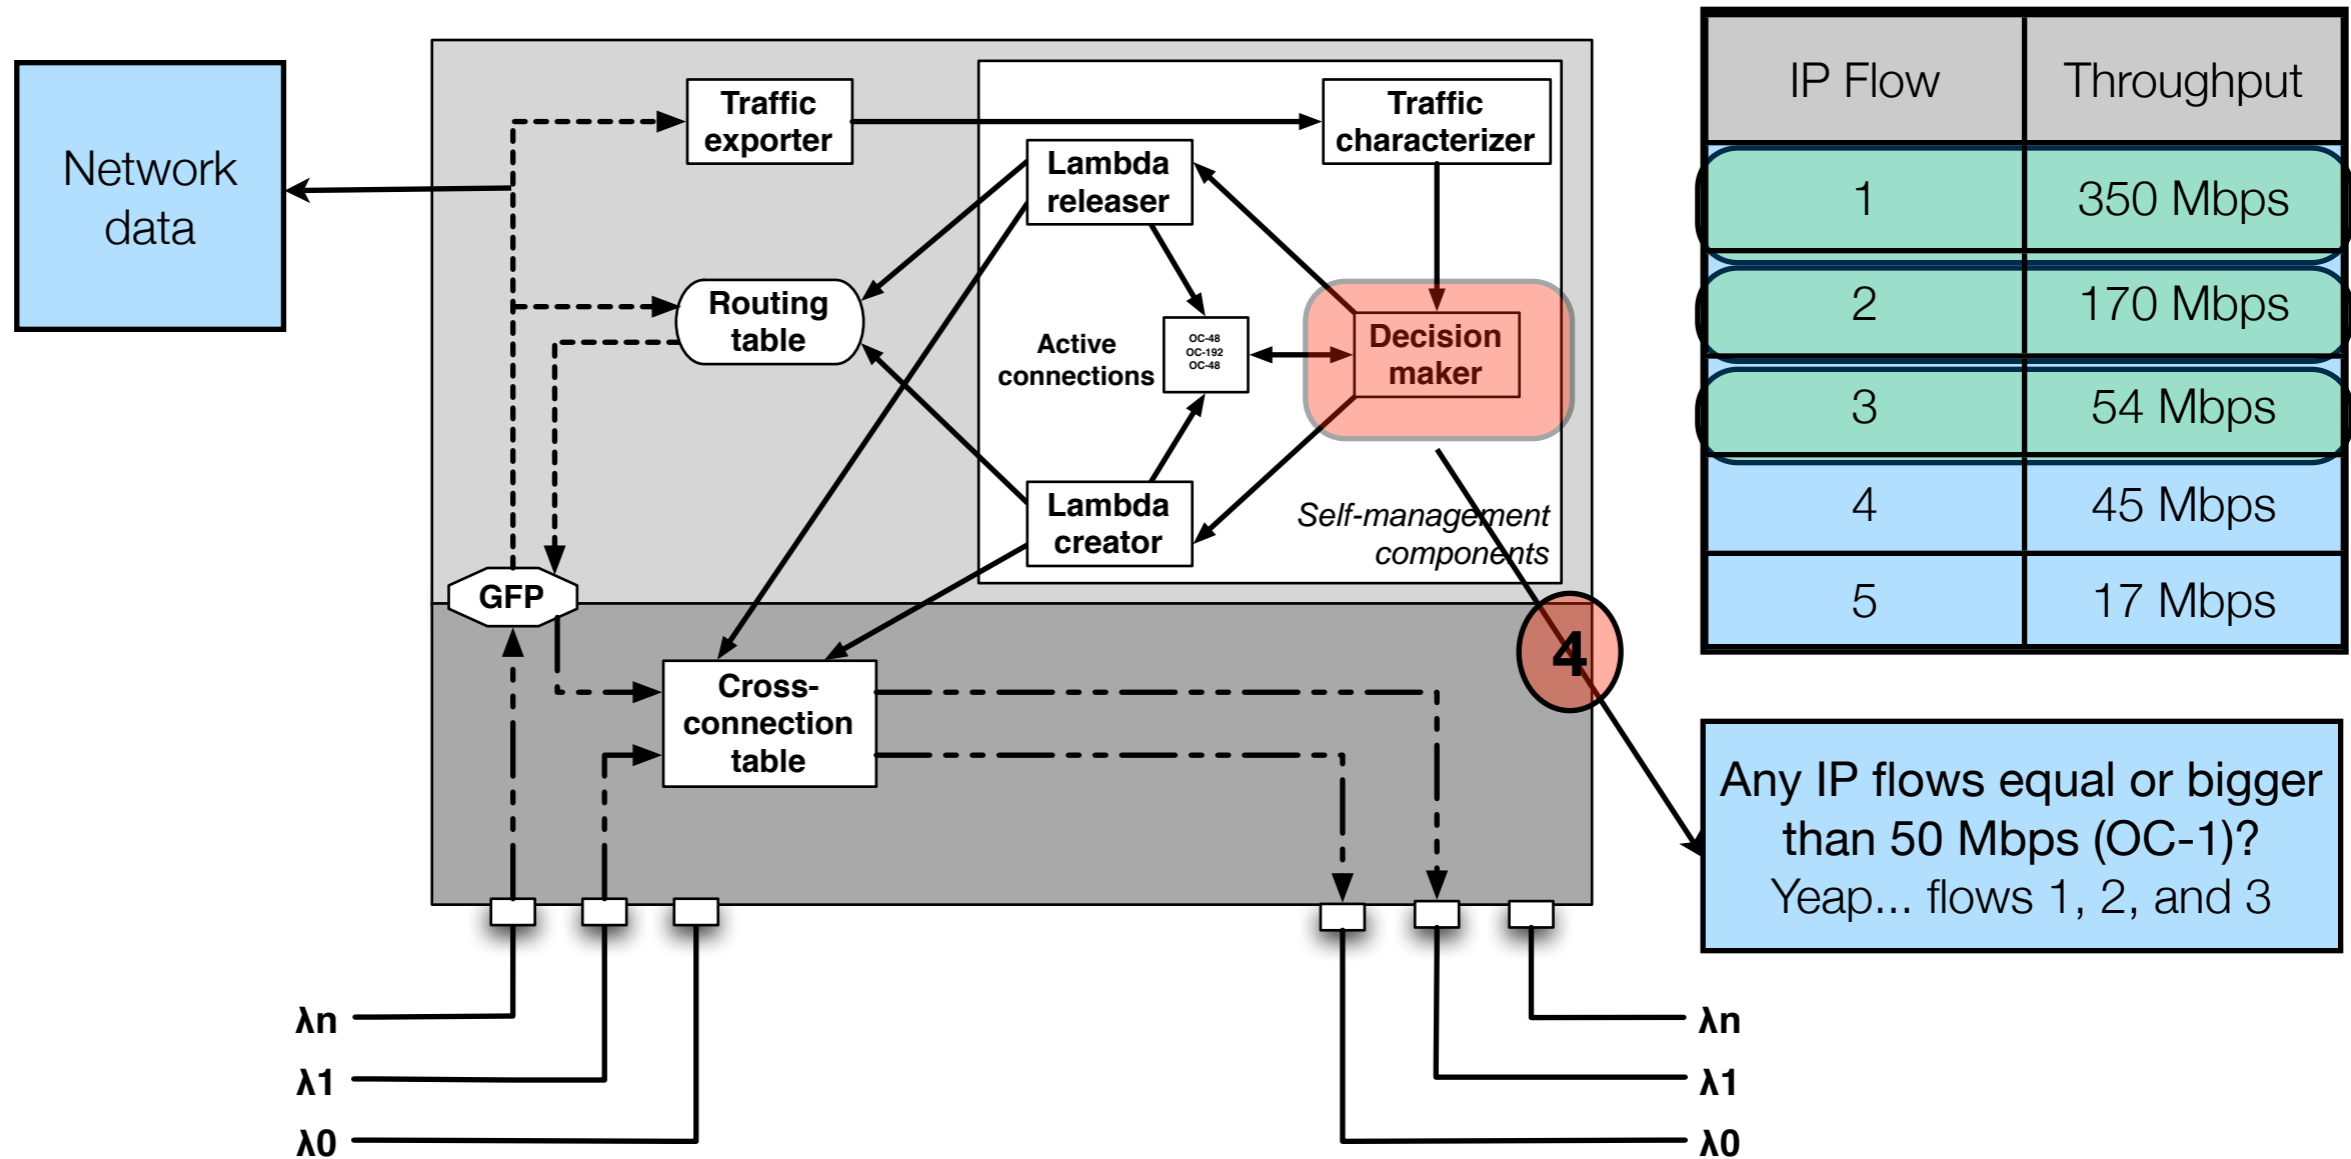 Network
data
Traffic
exporter
Traffic
characterizer
Lambda
releaser
Routing
table
Active
connections
OC-48
OC-192
OC-48
Decision
maker
Lambda
creator
Self-management
components
GFP
Cross-
connection
table
4
λn
λ1
λ0
λn
λ1
λ0
IP Flow Throughput
1 350 Mbps
2 170 Mbps
3 54 Mbps
4 45 Mbps
5 17 Mbps
Any IP flows equal or bigger
than 50 Mbps (OC-1)?
Yeap... flows 1, 2, and 3